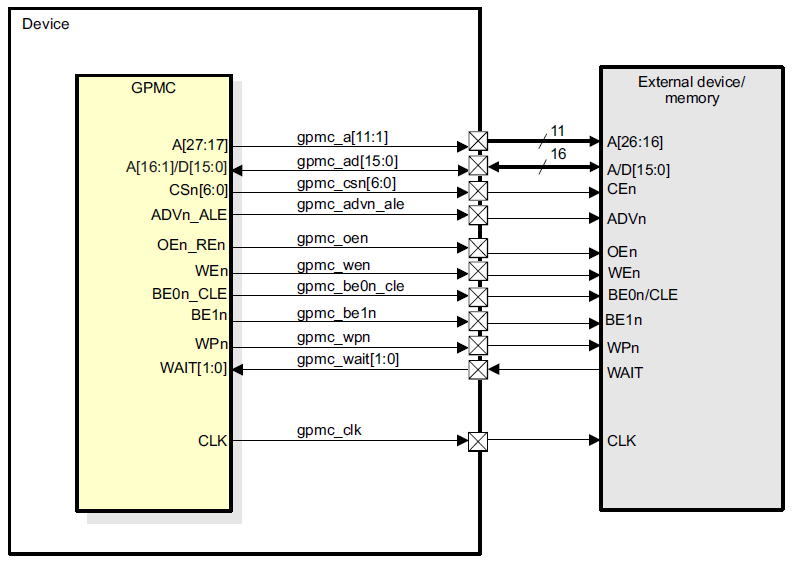 Device
GPMC
External device/
memory
A[27:17] gpmc_a[11:1] 11 A[26:16]
A[16:1]/D[15:0] gpmc_ad[15:0] 16 A/D[15:0]
CSn[6:0] gpmc_csn[6:0] CEn
ADVn_ALE gpmc_advn_ale ADVn
OEn_REn gpmc_oen OEn
WEn gpmc_wen WEn
BE0n_CLE gpmc_be0n_cle BE0n/CLE
BE1n gpmc_be1n BE1n
WPn gpmc_wpn WPn
WAIT[1:0] gpmc_wait[1:0] WAIT
CLK gpmc_clk CLK